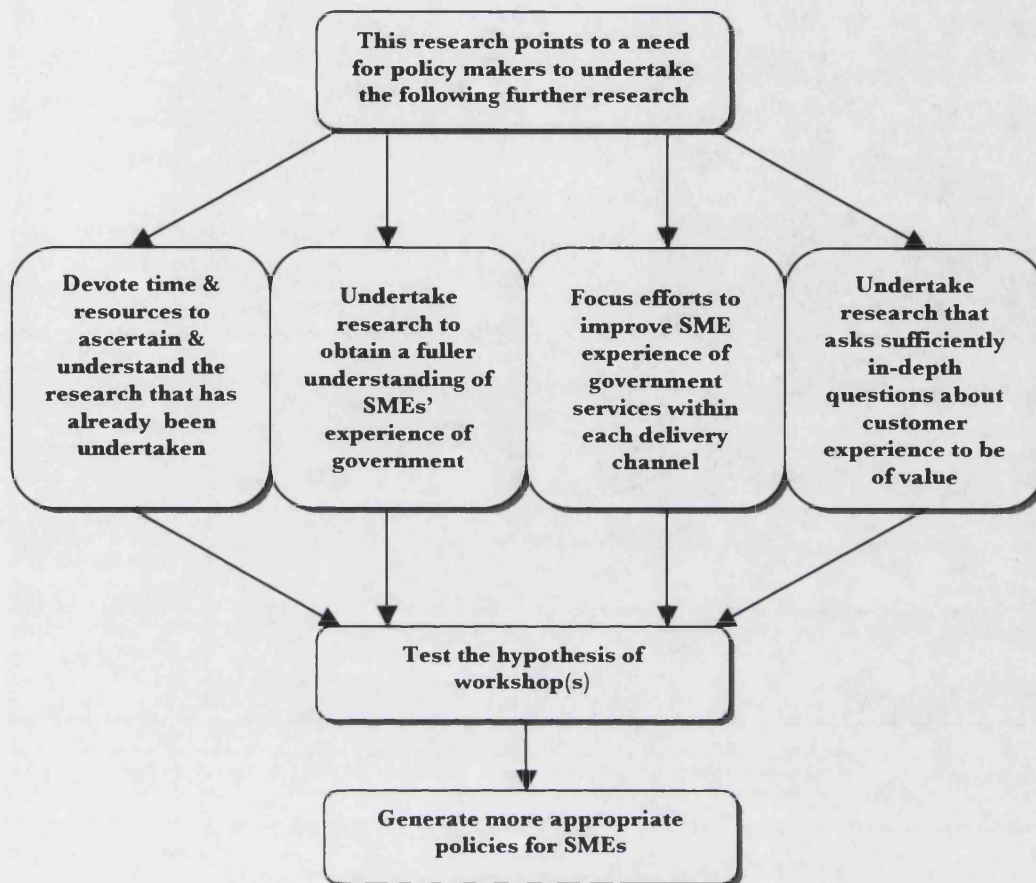 This research points to a need
for policy makers to undertake
the following further research
Devote time &
resources to
ascertain &
understand the
research that has
already been
undertaken
Undertake
research to
obtain a fuller
understanding of
SMEs'
experience of
government
Focus efforts to
improve SME
experience of
government
services within
each delivery
channel
Undertake
research that
asks sufficiently
in-depth
questions about
customer
experience to be
of value
Test the hypothesis of
workshop(s)
Generate more appropriate
policies for SMEs